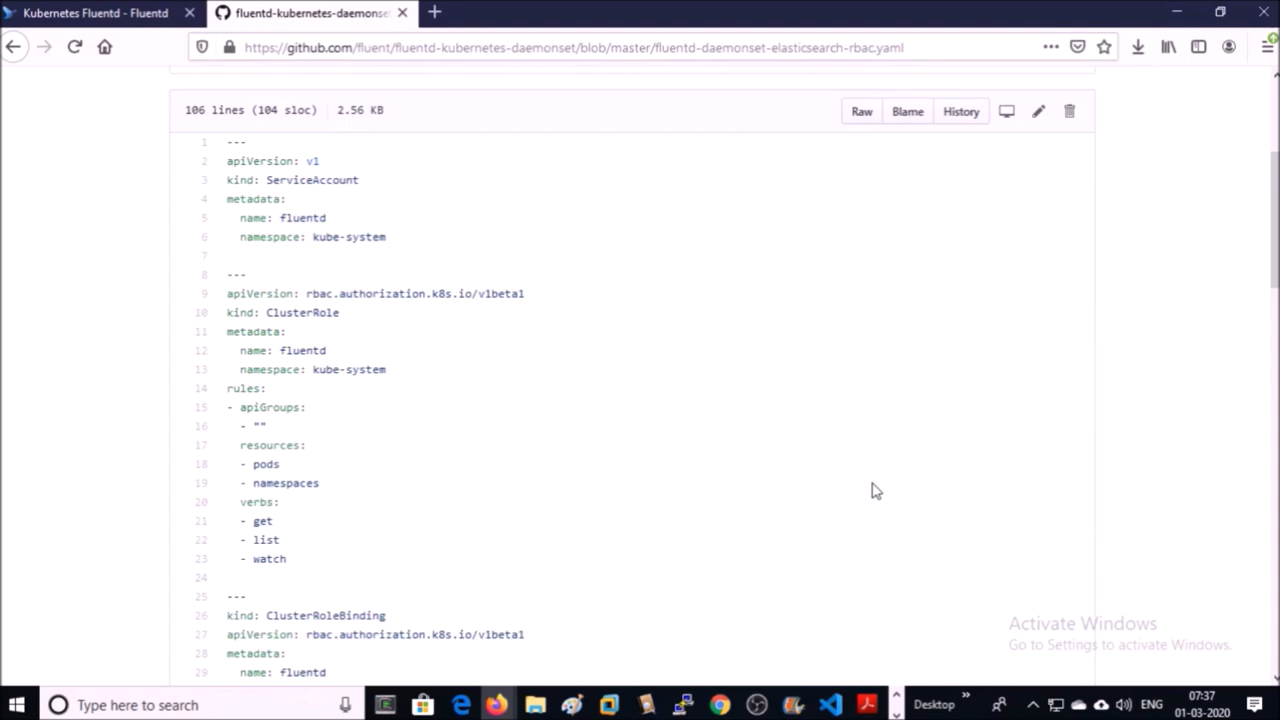 Kubernetes Fluentd - Fluentd
fluentd-kubernetes-daemonset
https://github.com/fluent/fluentd-kubernetes-daemonset/blob/master/fluentd-daemonset-elasticsearch-rbac.yaml
106 lines (104 sloc) 2.56 KB
Raw Blame History
1 ---
2 apiVersion: v1
3 kind: ServiceAccount
4 metadata:
5 name: fluentd
6 namespace: kube-system
7
8 ---
9 apiVersion: rbac.authorization.k8s.io/v1beta1
10 kind: ClusterRole
11 metadata:
12 name: fluentd
13 namespace: kube-system
14 rules:
15 - apiGroups:
16 - ""
17 resources:
18 - pods
19 - namespaces
20 verbs:
21 - get
22 - list
23 - watch
24
25 ---
26 kind: ClusterRoleBinding
27 apiVersion: rbac.authorization.k8s.io/v1beta1
28 metadata:
29 name: fluentd
Activate Windows
Go to Settings to activate Windows.
Type here to search
Desktop
ENG
07:37
01-03-2020